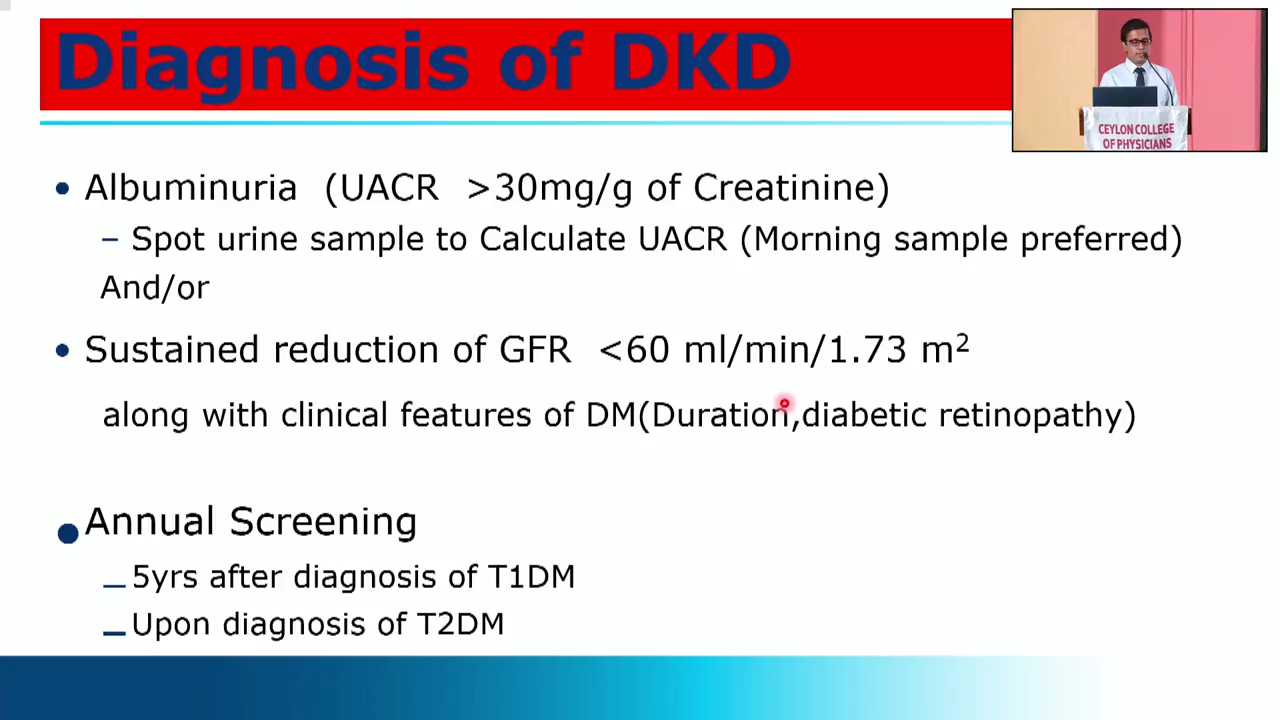 Diagnosis of DKD
CEYLON COLLEGE
OF PHYSICIANS
• Albuminuria (UACR >30mg/g of Creatinine)
– Spot urine sample to Calculate UACR (Morning sample preferred)
And/or
• Sustained reduction of GFR <60 ml/min/1.73 m²
along with clinical features of DM(Duration,diabetic retinopathy)
• Annual Screening
– 5yrs after diagnosis of T1DM
– Upon diagnosis of T2DM